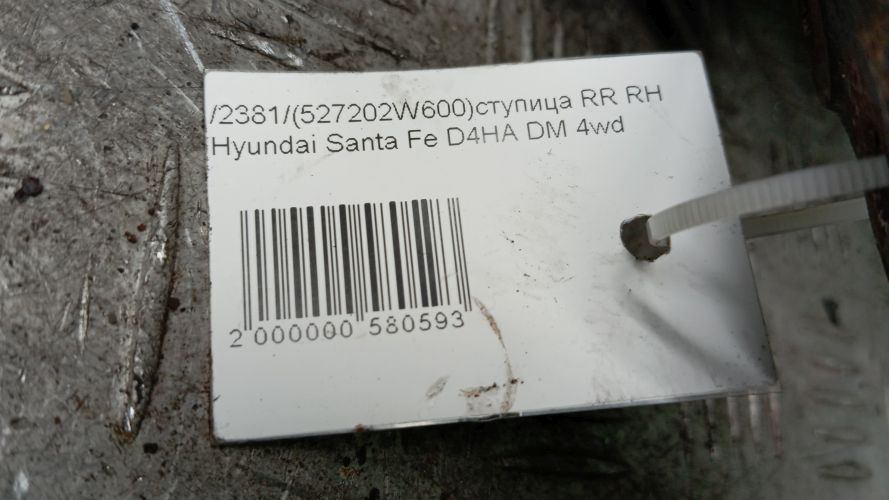 /2381/(527202W600)ступица RR RH
Hyundai Santa Fe D4HA DM 4wd
2 000000 580593